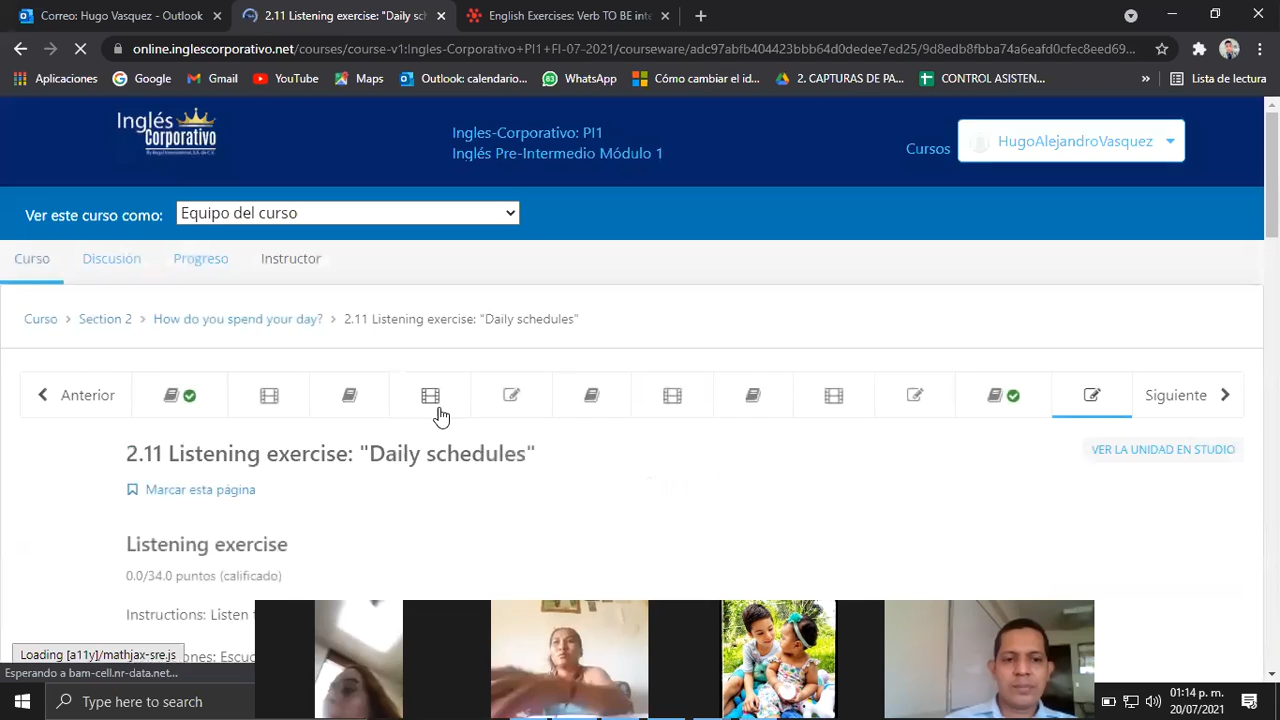 Correo: Hugo Vasquez - Outlook
2.11 Listening exercise: "Daily sc
English Exercises: Verb TO BE int
online.inglescorporativo.net/courses/course-v1:Ingles-Corporativo+PI1+FI-07-2021/courseware/adc97abfb404423bbb64d0dedee7ed25/9d8edb8fbba74a6eafd0cfec8eed69...
Aplicaciones
Google
Gmail
YouTube
Maps
Outlook: calendario...
WhatsApp
Cómo cambiar el id...
2. CAPTURAS DE PA...
CONTROL ASISTEN...
»
Lista de lectura
Inglés
Corporativo
Ingles-Corporativo: PI1
Inglés Pre-Intermedio Módulo 1
Cursos
HugoAlejandroVasquez
Ver este curso como:
Equipo del curso
Curso
Discusión
Progreso
Instructor
Curso > Section 2 > How do you spend your day? > 2.11 Listening exercise: "Daily schedules"
Anterior
Siguiente
2.11 Listening exercise: "Daily schedules"
VER LA UNIDAD EN STUDIO
Marcar esta página
Listening exercise
0.0/34.0 puntos (calificado)
Instructions: Listen
Loading [a11y]/mathjax-sre.js
ones: Escu
Esperando a bam-cell.nr-data.net...
Type here to search
01:14 p. m.
20/07/2021